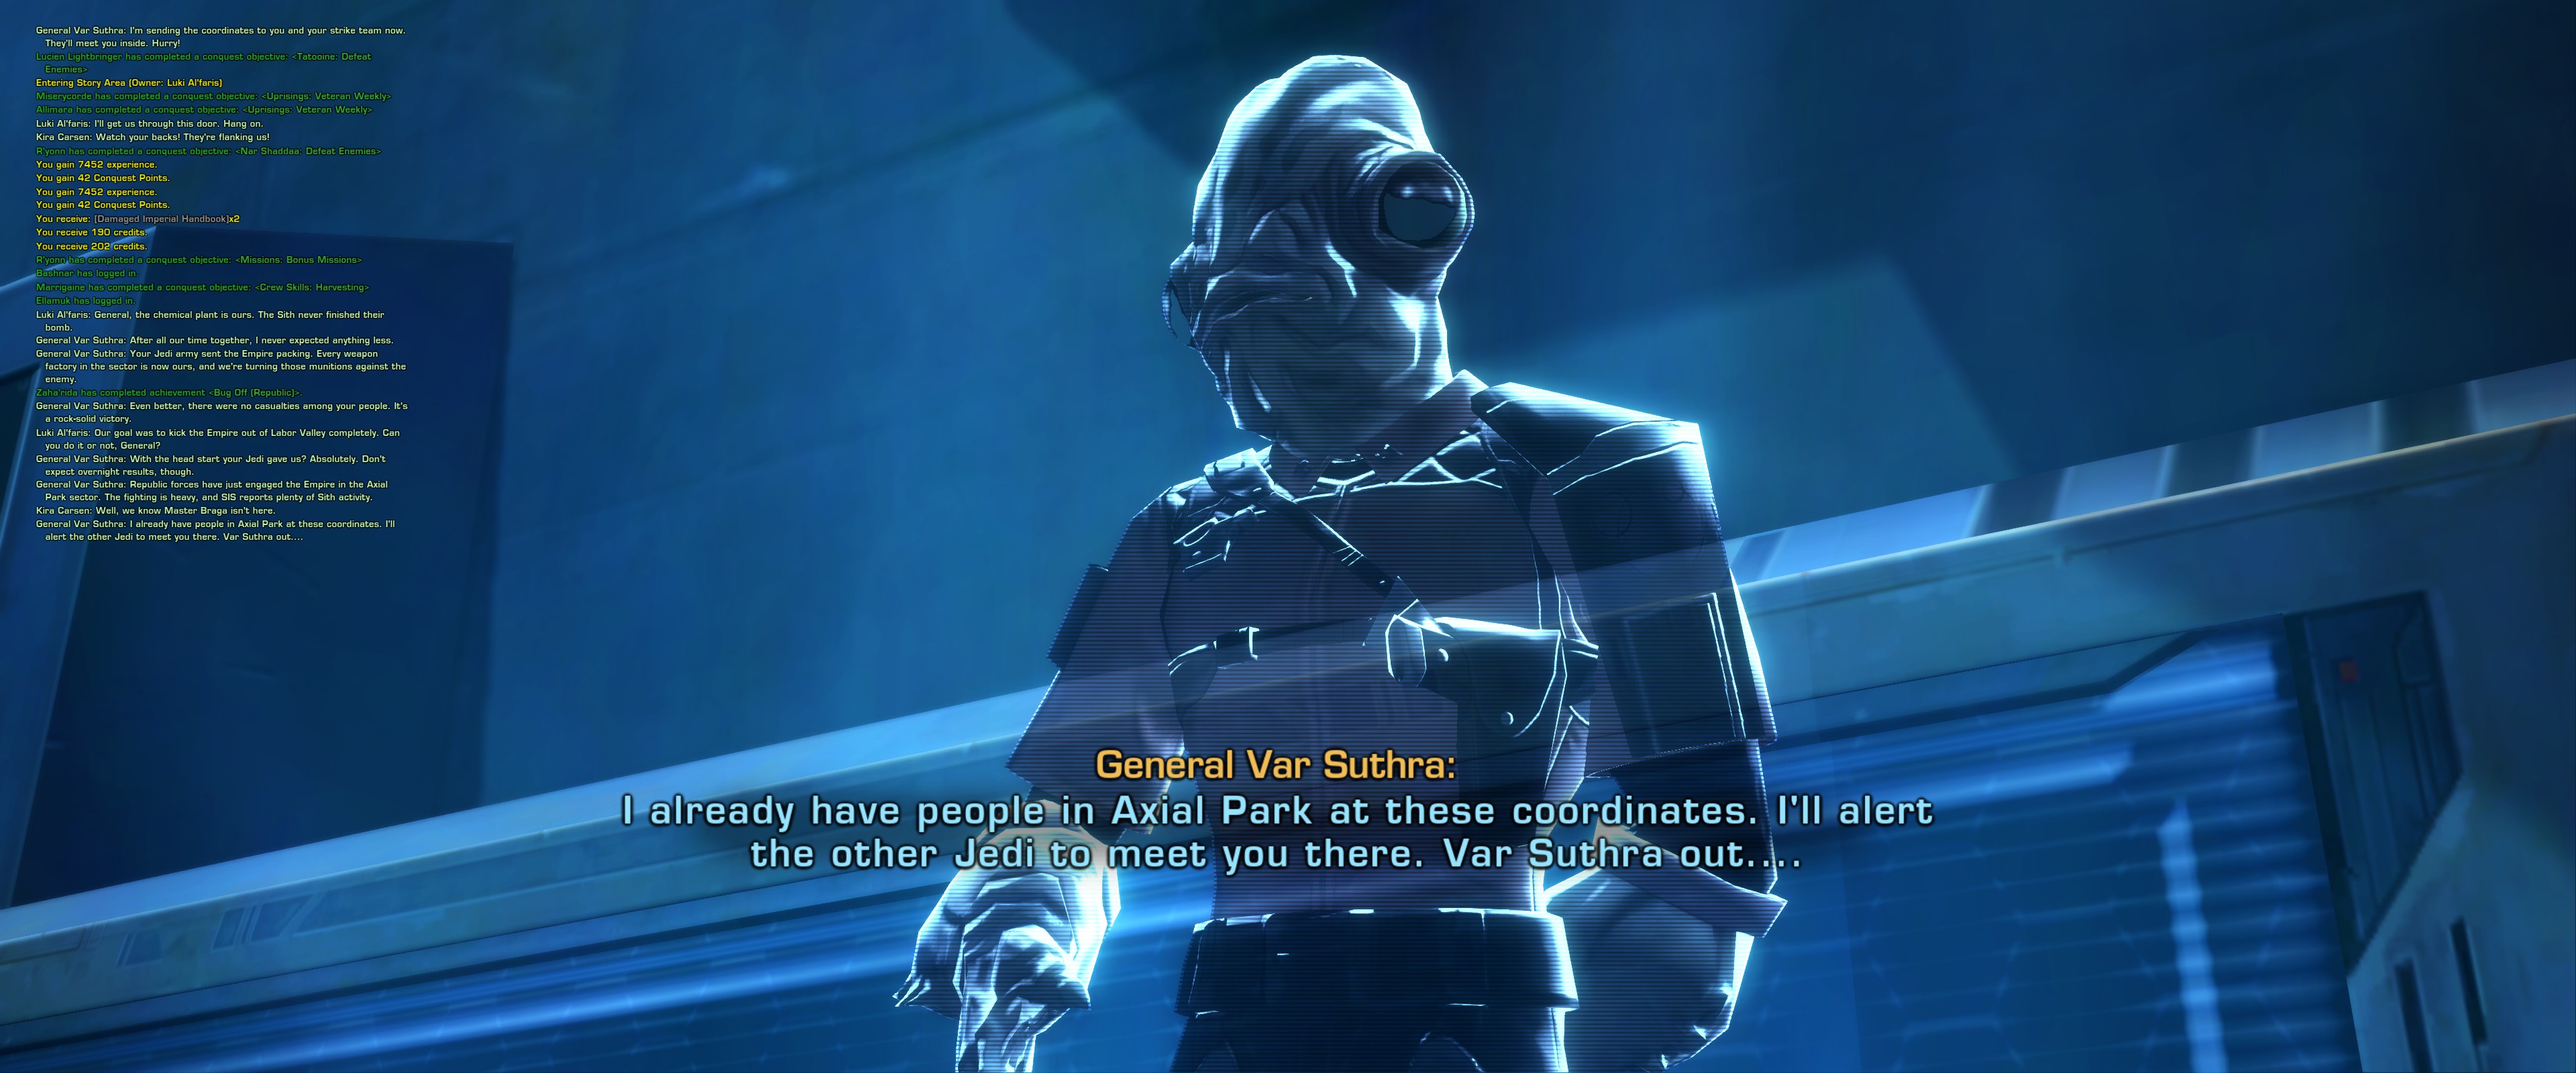 General Var Suthra: I'm sending the coordinates to you and your strike team now.
They'll meet you inside. Hurry!
Lucien Lightbringer has completed a conquest objective: <Tatooine: Defeat
Enemies>
Entering Story Area (Owner: Luki Al'faris)
Miserycorde has completed a conquest objective: <Uprisings: Veteran Weekly>
Allimara has completed a conquest objective: <Uprisings: Veteran Weekly>
Luki Al'faris: I'll get us through this door. Hang on.
Kira Carsen: Watch your backs! They're flanking us!
R'yonn has completed a conquest objective: <Nar Shaddaa: Defeat Enemies>
You gain 7452 experience.
You gain 42 Conquest Points.
You gain 7452 experience.
You gain 42 Conquest Points.
You receive: [Damaged Imperial Handbook]x2
You receive 190 credits.
You receive 202 credits.
R'yonn has completed a conquest objective: <Missions: Bonus Missions>
Bashnar has logged in.
Marrigaine has completed a conquest objective: <Crew Skills: Harvesting>
Ellamuk has logged in.
Luki Al'faris: General, the chemical plant is ours. The Sith never finished their
bomb.
General Var Suthra: After all our time together, I never expected anything less.
General Var Suthra: Your Jedi army sent the Empire packing. Every weapon
factory in the sector is now ours, and we're turning those munitions against the
enemy.
Zaha'rida has completed achievement <Bug Off (Republic)>.
General Var Suthra: Even better, there were no casualties among your people. It's
a rock-solid victory.
Luki Al'faris: Our goal was to kick the Empire out of Labor Valley completely. Can
you do it or not, General?
General Var Suthra: With the head start your Jedi gave us? Absolutely. Don't
expect overnight results, though.
General Var Suthra: Republic forces have just engaged the Empire in the Axial
Park sector. The fighting is heavy, and SIS reports plenty of Sith activity.
Kira Carsen: Well, we know Master Braga isn't here.
General Var Suthra: I already have people in Axial Park at these coordinates. I'll
alert the other Jedi to meet you there. Var Suthra out....
General Var Suthra:
I already have people in Axial Park at these coordinates. I'll alert
the other Jedi to meet you there. Var Suthra out....